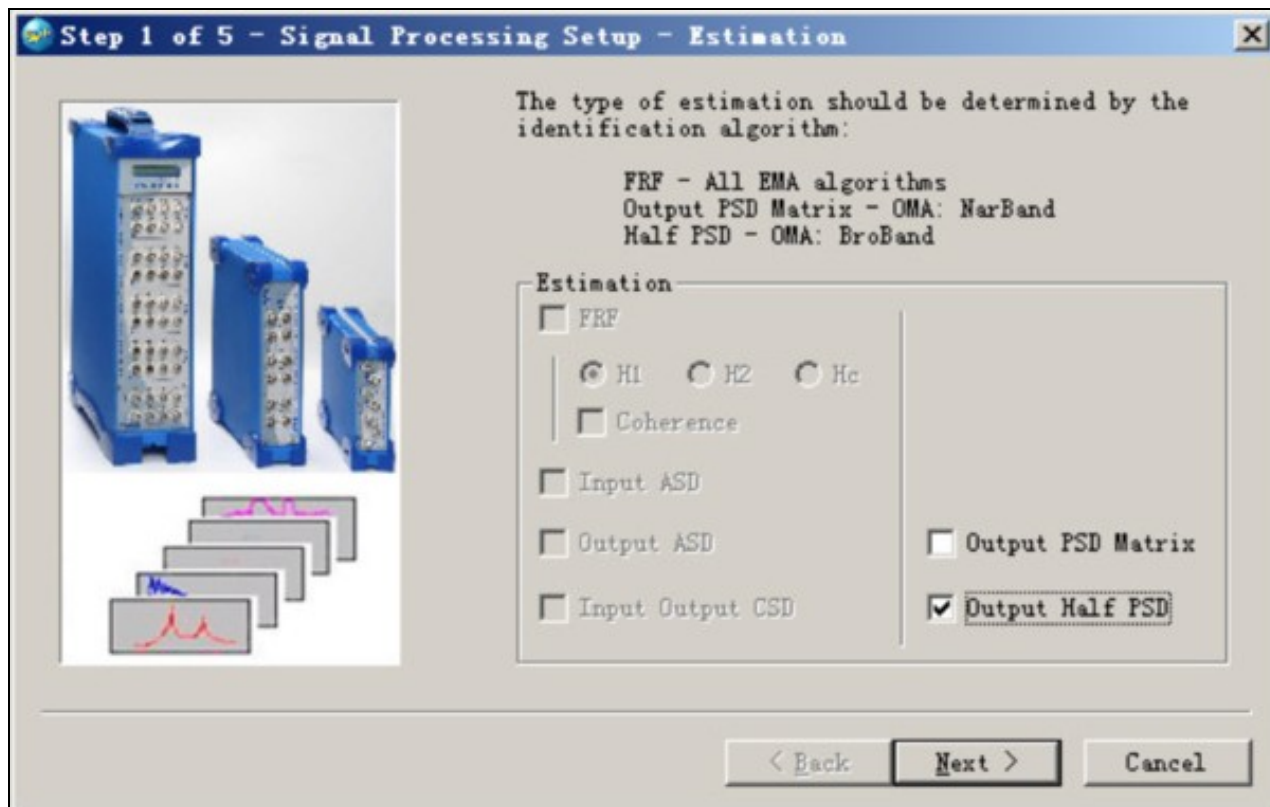 Step 1 of 5 - Signal Processing Setup - Estimation
The type of estimation should be determined by the
identification algorithm:
FRF - All EMA algorithms
Output PSD Matrix - OMA: NarBand
Half PSD - OMA: BroBand
Estimation
FRF
H1 H2 Hc
Coherence
Input ASD
Output ASD
Output PSD Matrix
Input Output CSD
Output Half PSD
< Back
Next >
Cancel